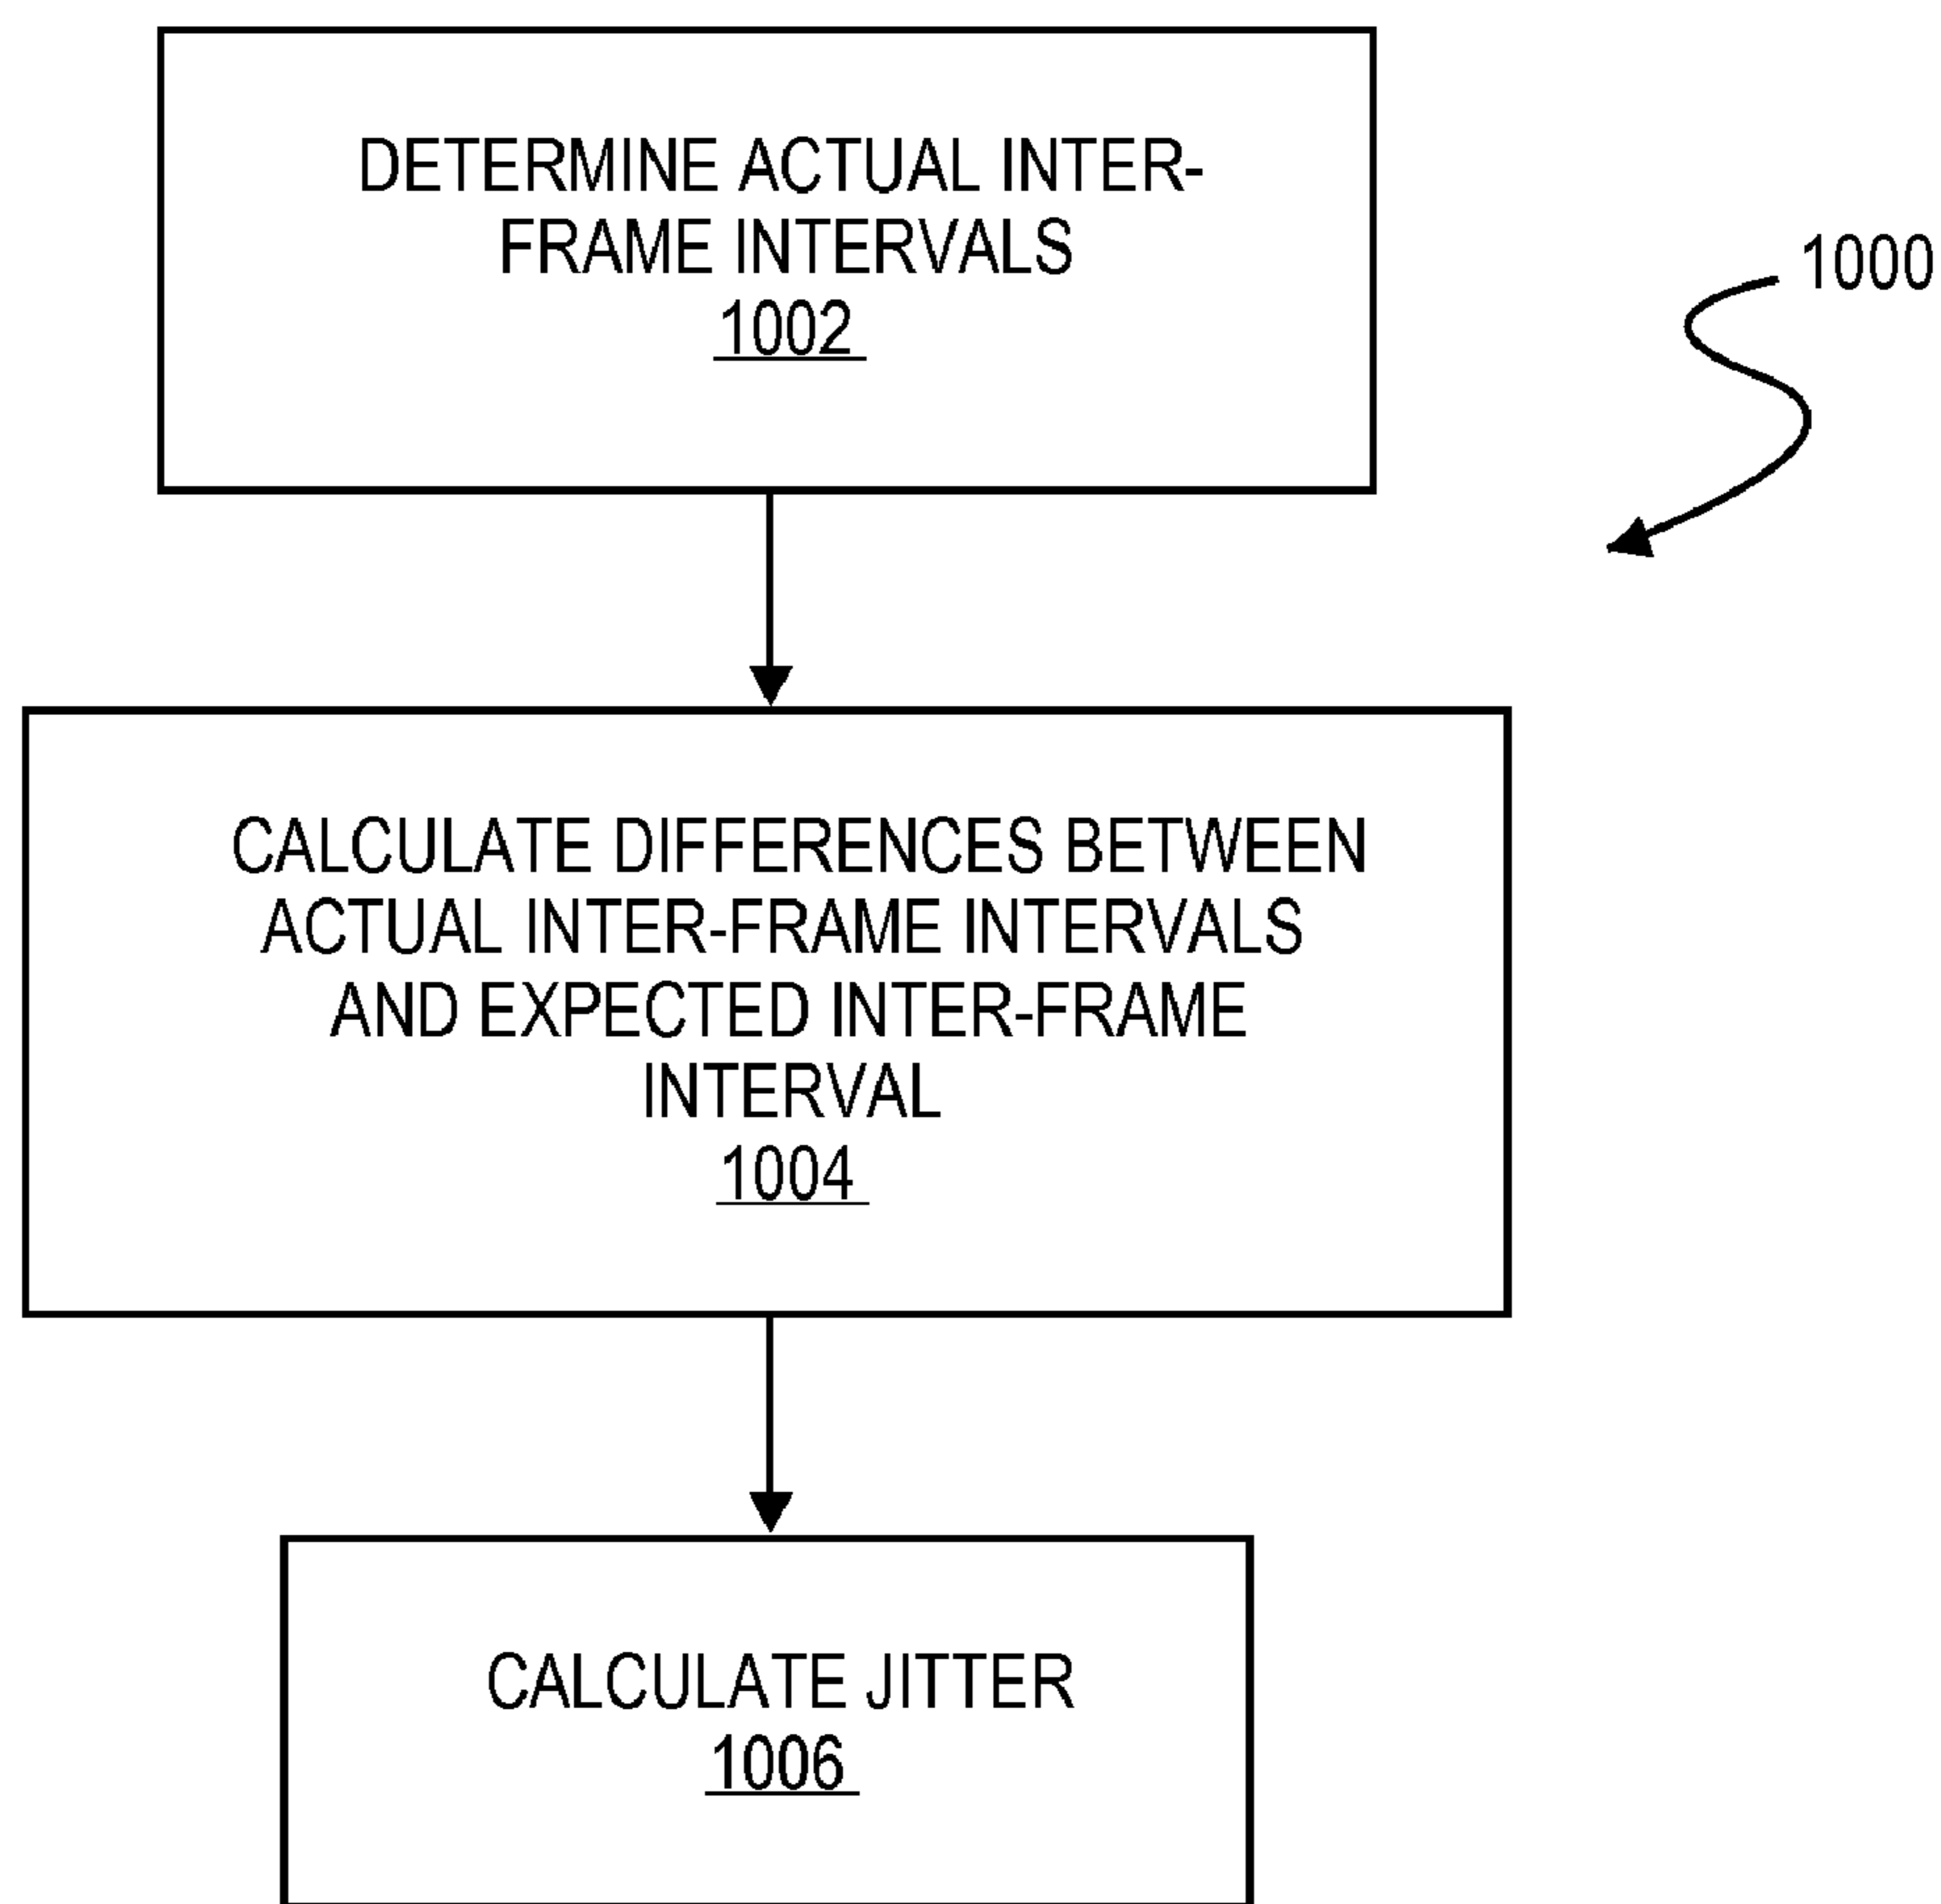 DETERMINE ACTUAL INTER-
FRAME INTERVALS
1002
1000
CALCULATE DIFFERENCES BETWEEN
ACTUAL INTER-FRAME INTERVALS
AND EXPECTED INTER-FRAME
INTERVAL
1004
CALCULATE JITTER
1006